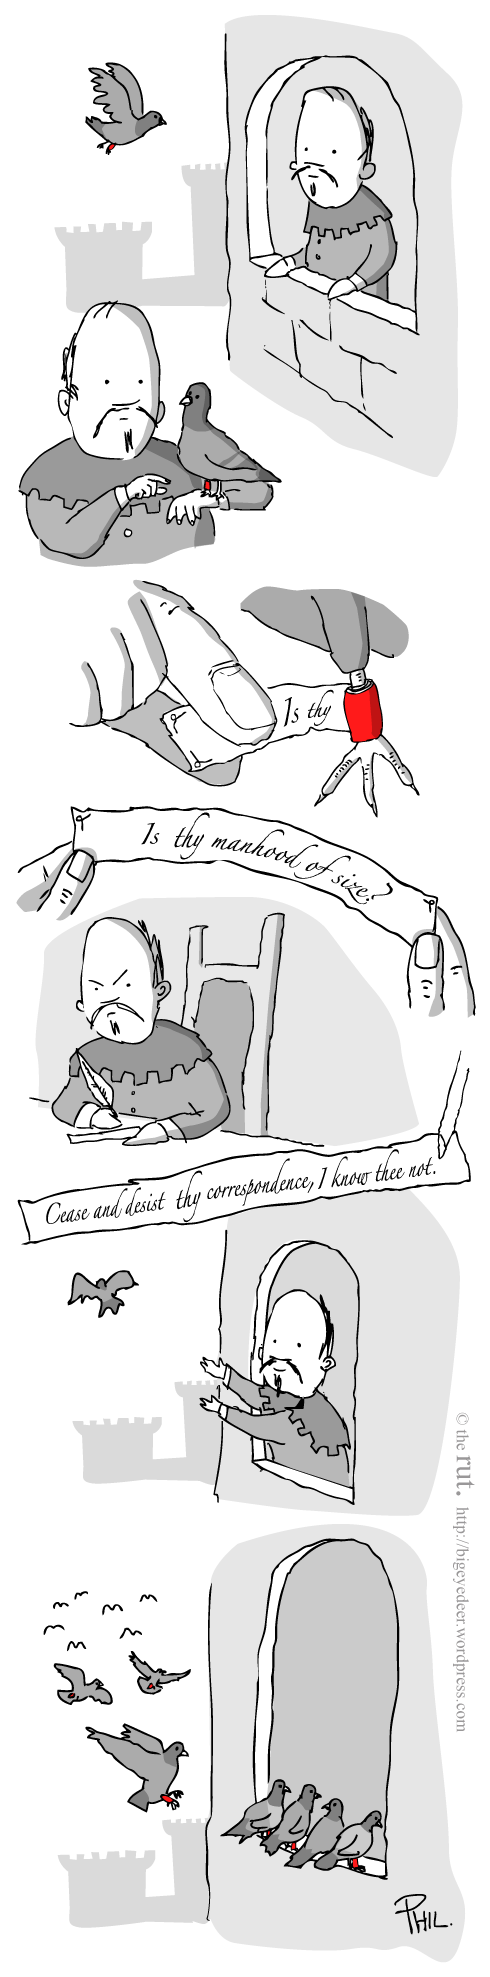 Is thy
Is thy manhood of size?
Cease and desist thy correspondence, I know thee not.
© the rut. http://bigeyedeer.wordpress.com
PHIL.